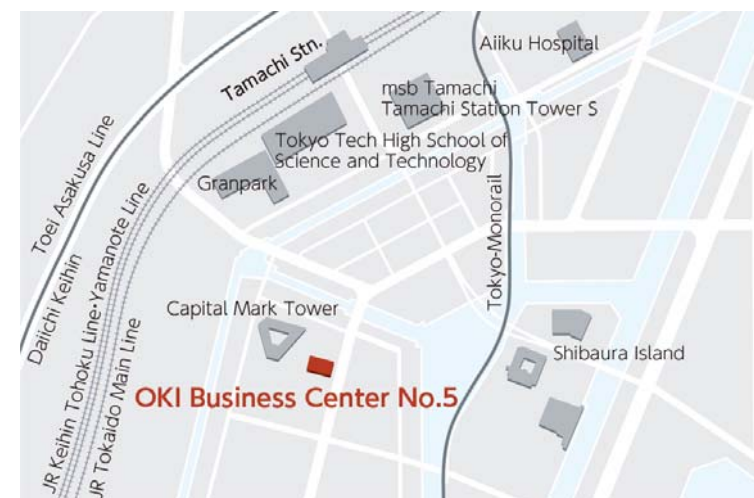 Tamachi Stn.
Aiiku Hospital
msb Tamachi
Tamachi Station Tower S
Tokyo Tech High School of
Science and Technology
Granpark
Toei Asakusa Line
Daiichi Keihin
JR Keihin Tohoku Line·Yamanote Line
JR Tokaido Main Line
Tokyo-Monorail
Capital Mark Tower
Shibaura Island
OKI Business Center No.5